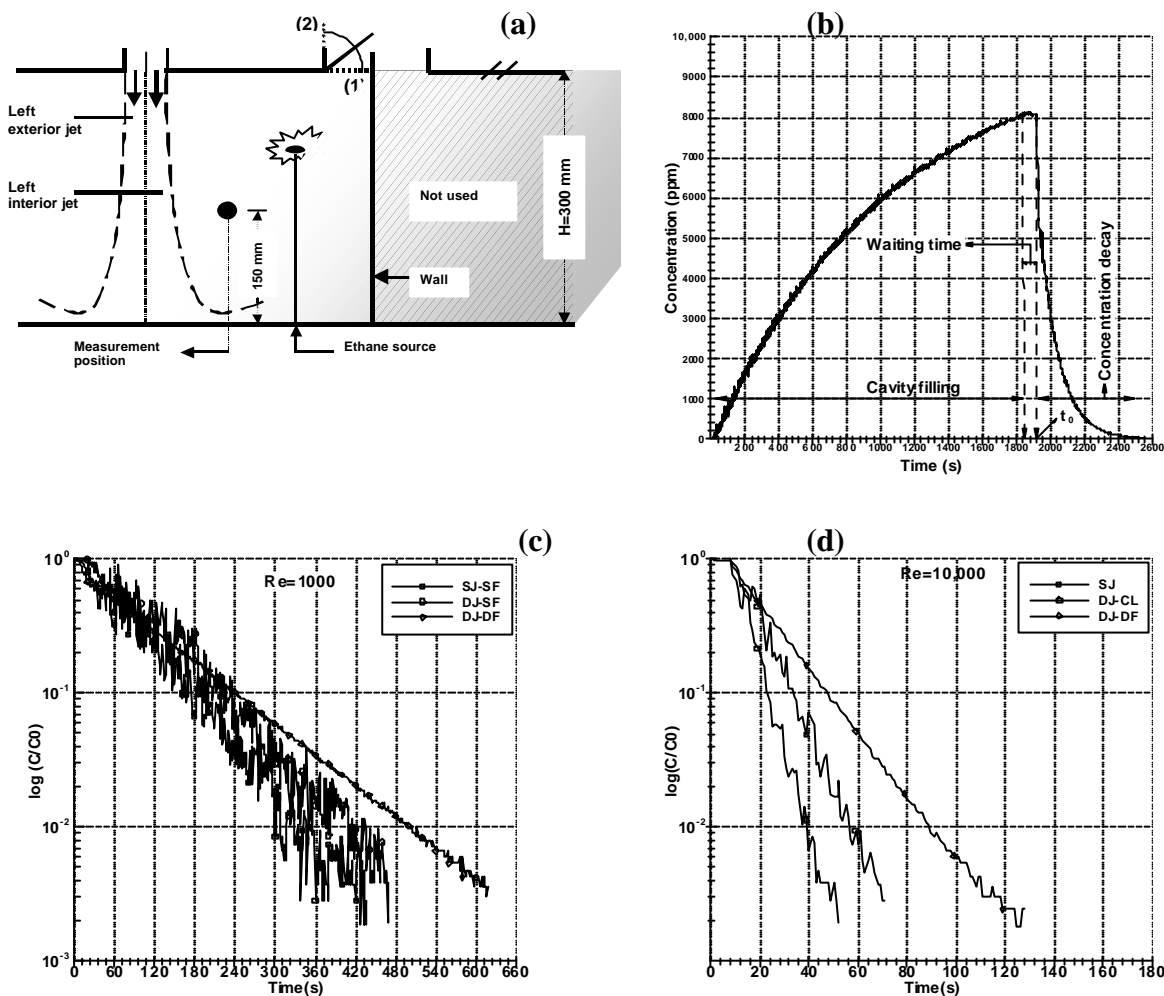 (a)
(2)
(1)
Left
exterior jet
Left
interior jet
150 mm
Not used
H=300 mm
Wall
Measurement
position
Ethane source
(b)
10,000
9000
8000
7000
6000
5000
4000
3000
2000
1000
0
Concentration (ppm)
Waiting time
Cavity filling
Concentration decay
t0
200 400 600 800 1000 1200 1400 1600 1800 2000 2200 2400 2600
Time (s)
(c)
Re=1000
SJ-SF
DJ-SF
DJ-DF
10^0
10^-1
10^-2
10^-3
log (C/C0)
0 60 120 180 240 300 360 420 480 540 600 660
Time(s)
(d)
Re=10,000
SJ
DJ-CL
DJ-DF
10^0
10^-1
10^-2
log(C/C0)
0 20 40 60 80 100 120 140 160 180
Time(s)